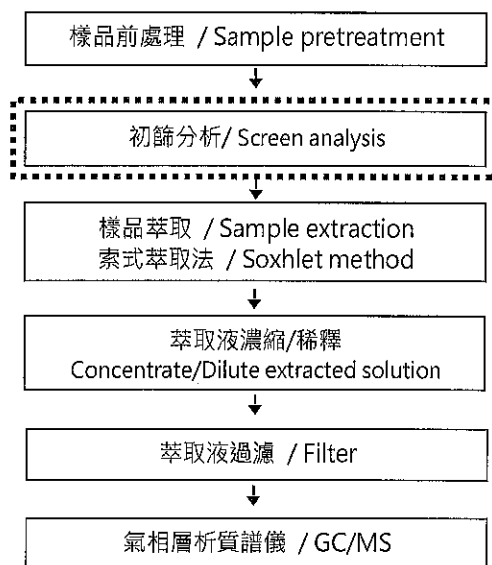 樣品前處理 / Sample pretreatment
初篩分析/ Screen analysis
樣品萃取 / Sample extraction
索式萃取法 / Soxhlet method
萃取液濃縮/稀釋
Concentrate/Dilute extracted solution
萃取液過濾 / Filter
氣相層析質譜儀 / GC/MS